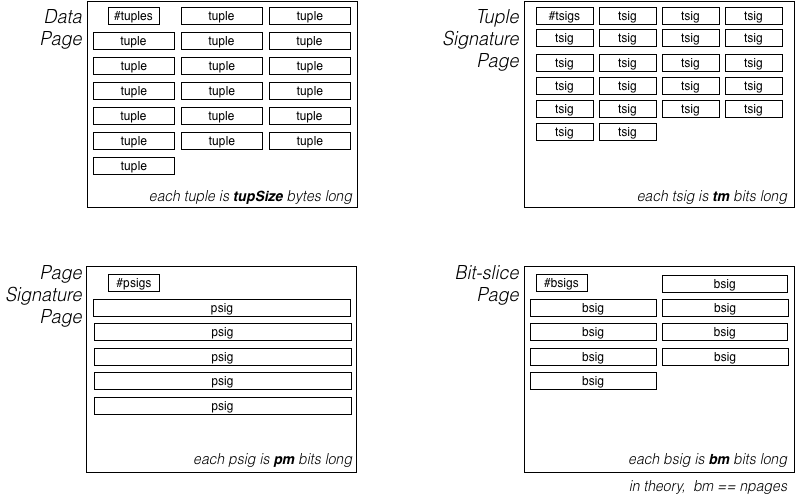 Data
Page
#tuples tuple tuple
tuple tuple tuple
tuple tuple tuple
tuple tuple tuple
tuple tuple tuple
tuple tuple tuple
tuple
each tuple is tupSize bytes long
Tuple
Signature
Page
#tsigs tsig tsig tsig
tsig tsig tsig tsig
tsig tsig tsig tsig
tsig tsig tsig tsig
tsig tsig tsig tsig
tsig tsig
each tsig is tm bits long
Page
Signature
Page
#psigs
psig
psig
psig
psig
psig
each psig is pm bits long
Bit-slice
Page
#bsigs bsig
bsig bsig
bsig bsig
bsig bsig
bsig
each bsig is bm bits long
in theory, bm == npages